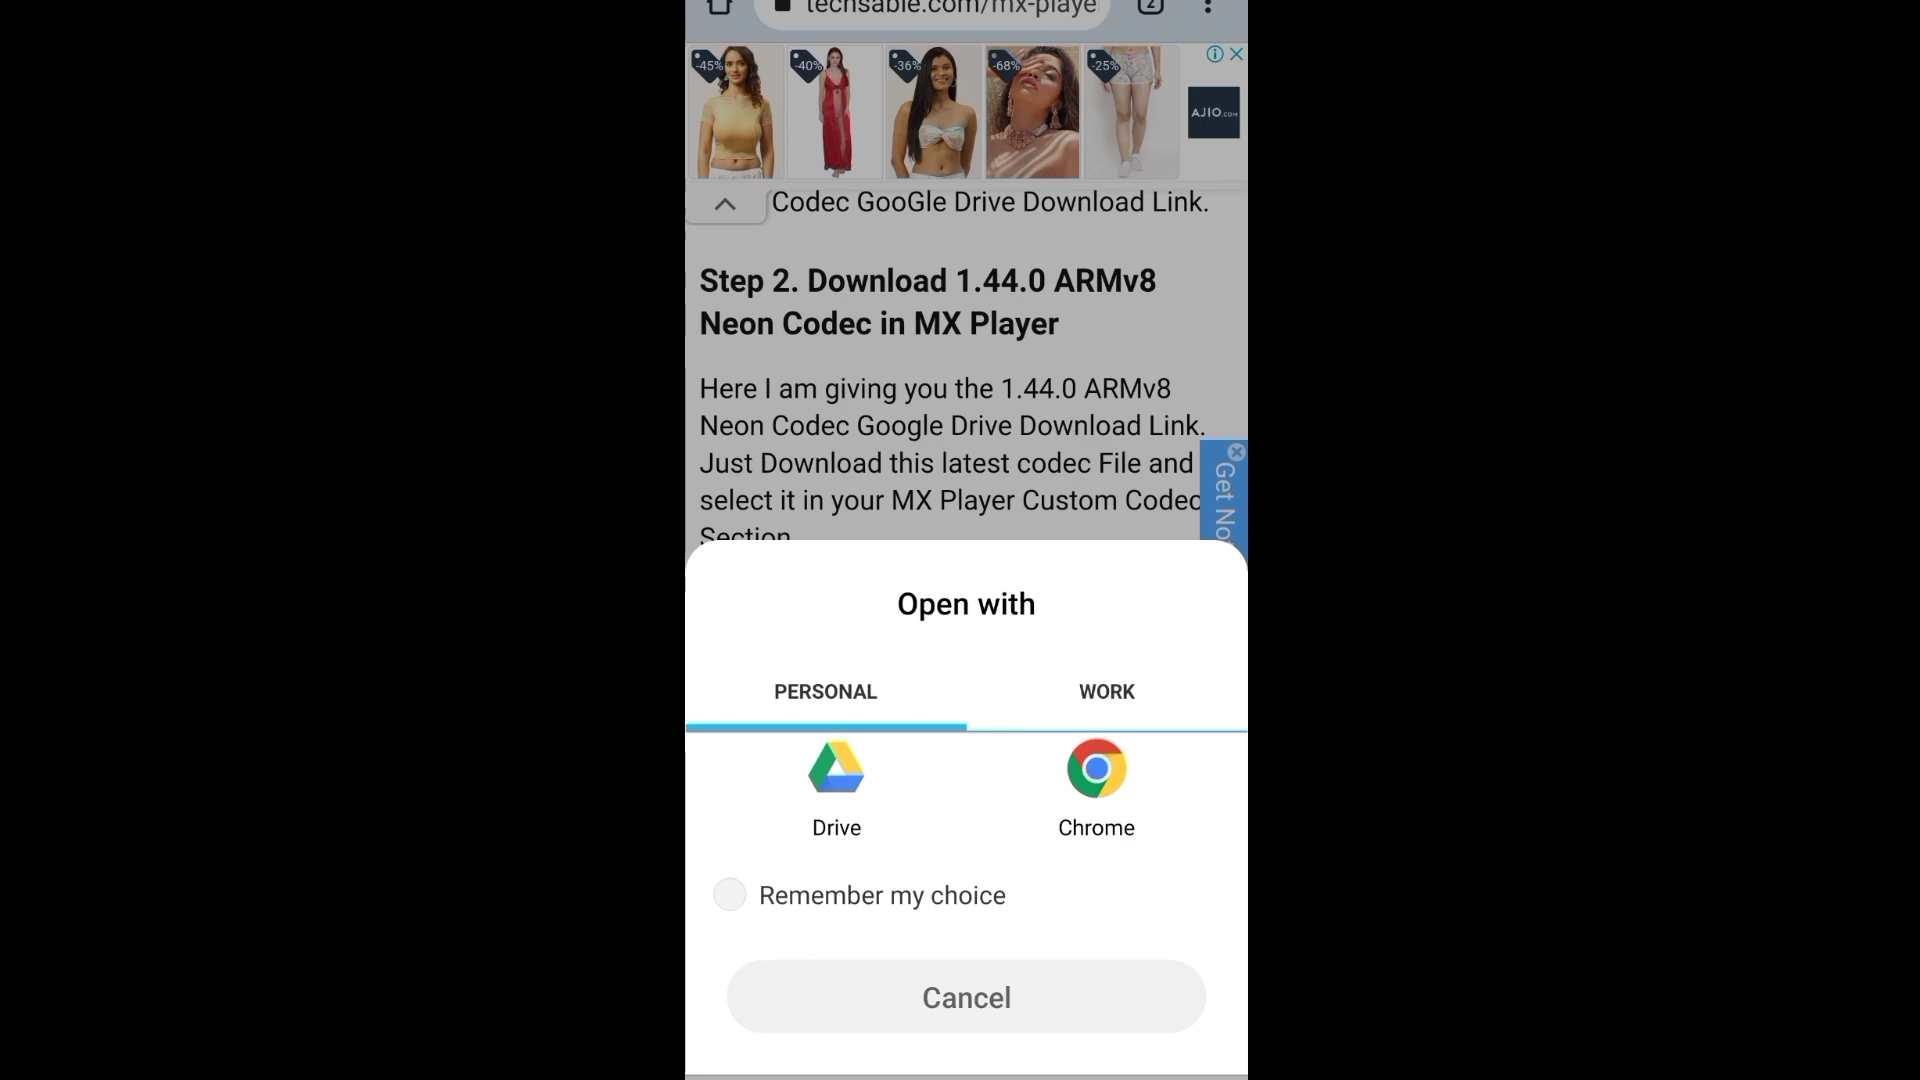 techsable.com/mx-playe
2
-45%
-40%
-36%
-68%
-25%
AJIO.COM
Codec GooGle Drive Download Link.
Step 2. Download 1.44.0 ARMv8
Neon Codec in MX Player
Here I am giving you the 1.44.0 ARMv8
Neon Codec Google Drive Download Link.
Just Download this latest codec File and
select it in your MX Player Custom Codec
Section
Get Not
Open with
PERSONAL
WORK
Drive
Chrome
Remember my choice
Cancel